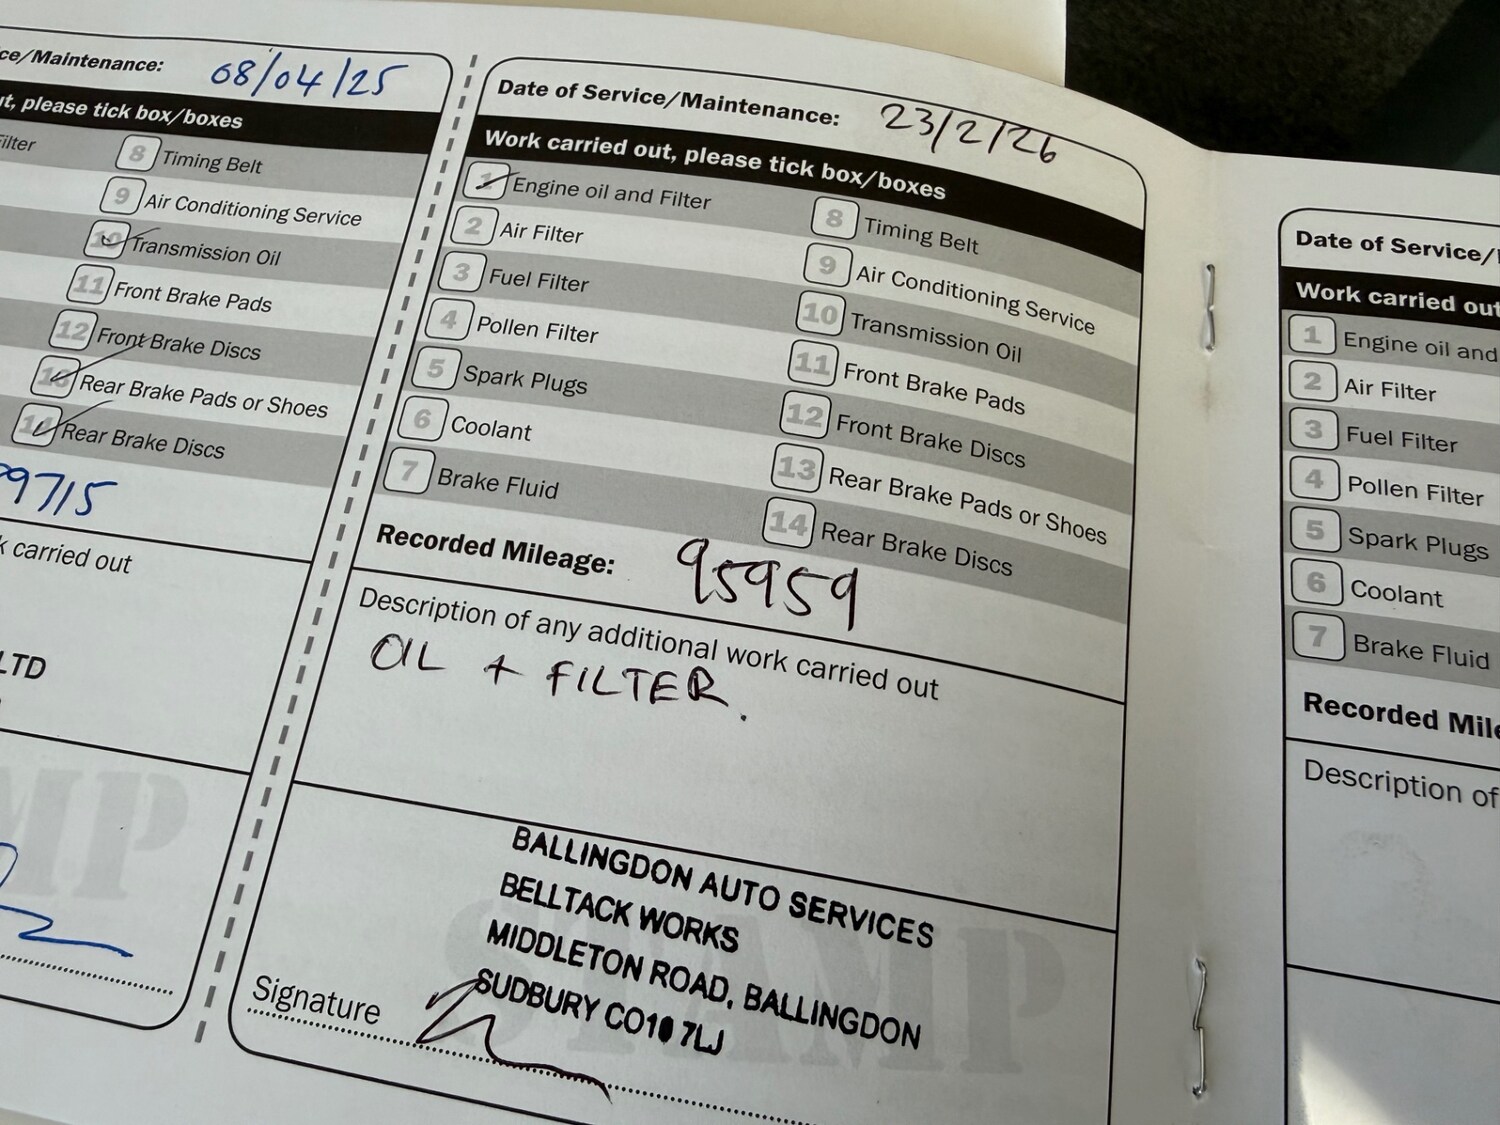 ce/Maintenance: 08/04/25
ut, please tick box/boxes
ilter
8 Timing Belt
9 Air Conditioning Service
10 Transmission Oil
11 Front Brake Pads
12 Front Brake Discs
13 Rear Brake Pads or Shoes
14 Rear Brake Discs
9715
k carried out
LTD
MP
Date of Service/Maintenance: 23/2/26
Work carried out, please tick box/boxes
1 Engine oil and Filter
2 Air Filter
3 Fuel Filter
4 Pollen Filter
5 Spark Plugs
6 Coolant
7 Brake Fluid
8 Timing Belt
9 Air Conditioning Service
10 Transmission Oil
11 Front Brake Pads
12 Front Brake Discs
13 Rear Brake Pads or Shoes
14 Rear Brake Discs
Recorded Mileage: 95959
Description of any additional work carried out
OIL + FILTER.
STAMP
BALLINGDON AUTO SERVICES
BELLTACK WORKS
MIDDLETON ROAD, BALLINGDON
SUDBURY CO10 7LJ
Signature
Date of Service/
Work carried out
1 Engine oil and
2 Air Filter
3 Fuel Filter
4 Pollen Filter
5 Spark Plugs
6 Coolant
7 Brake Fluid
Recorded Mile
Description of